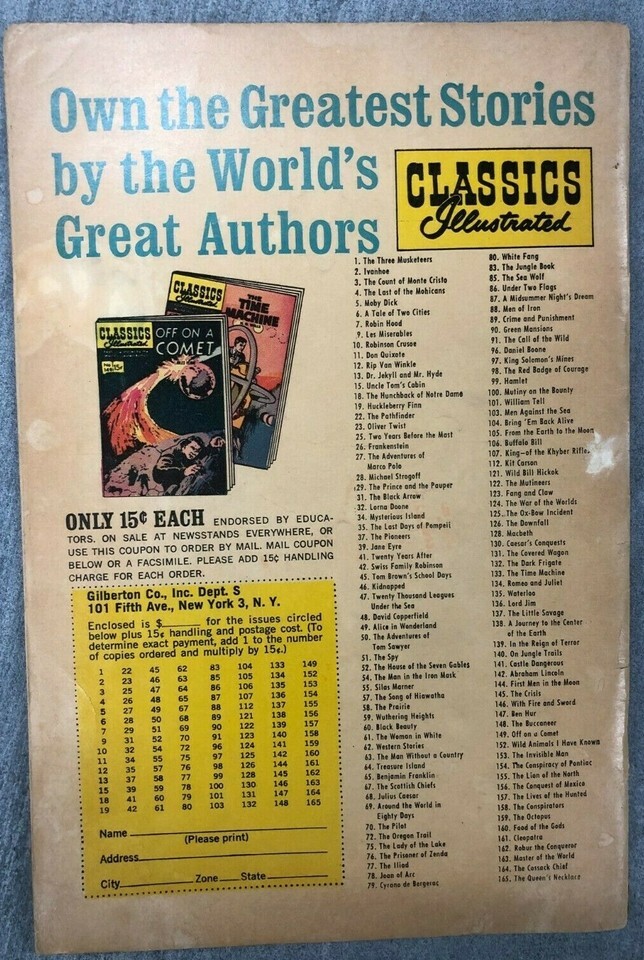 Own the Greatest Stories
by the World's
Great Authors
CLASSICS
Illustrated
CLASSICS
Illustrated
THE
TIME
MACHINE
CLASSICS
Illustrated
OFF ON A
COMET
15¢
ONLY 15¢ EACH ENDORSED BY EDUCA-
TORS. ON SALE AT NEWSSTANDS EVERYWHERE, OR
USE THIS COUPON TO ORDER BY MAIL. MAIL COUPON
BELOW OR A FACSIMILE. PLEASE ADD 15¢ HANDLING
CHARGE FOR EACH ORDER.
Gilberton Co., Inc. Dept. S
101 Fifth Ave., New York 3, N. Y.
Enclosed is $ for the issues circled
below plus 15¢ handling and postage cost. (To
determine exact payment, add 1 to the number
of copies ordered and multiply by 15¢.)
1 22 45 62 83 104 133 149
2 23 46 63 85 105 134 152
3 25 47 64 86 106 135 153
4 26 48 65 87 107 136 154
5 27 49 67 88 112 137 155
6 28 50 68 89 121 138 156
7 29 51 69 90 122 139 157
9 31 52 70 91 123 140 158
10 32 54 72 96 124 141 159
11 34 55 75 97 125 142 160
12 35 57 76 98 126 144 161
13 37 58 77 99 128 145 162
15 39 59 78 100 130 146 163
18 41 60 79 101 131 147 164
19 42 61 80 103 132 148 165
Name
(Please print)
Address
City Zone State
1. The Three Musketeers
2. Ivanhoe
3. The Count of Monte Cristo
4. The Last of the Mohicans
5. Moby Dick
6. A Tale of Two Cities
7. Robin Hood
9. Les Miserables
10. Robinson Crusoe
11. Don Quixote
12. Rip Van Winkle
13. Dr. Jekyll and Mr. Hyde
15. Uncle Tom's Cabin
18. The Hunchback of Notre Dame
19. Huckleberry Finn
22. The Pathfinder
23. Oliver Twist
25. Two Years Before the Mast
26. Frankenstein
27. The Adventures of
Marco Polo
28. Michael Strogoff
29. The Prince and the Pauper
31. The Black Arrow
32. Lorna Doone
34. Mysterious Island
35. The Last Days of Pompeii
37. The Pioneers
39. Jane Eyre
41. Twenty Years After
42. Swiss Family Robinson
45. Tom Brown's School Days
46. Kidnapped
47. Twenty Thousand Leagues
Under the Sea
48. David Copperfield
49. Alice in Wonderland
50. The Adventures of
Tom Sawyer
51. The Spy
52. The House of the Seven Gables
54. The Man in the Iron Mask
55. Silas Marner
57. The Song of Hiawatha
58. The Prairie
59. Wuthering Heights
60. Black Beauty
61. The Woman in White
62. Western Stories
63. The Man Without a Country
64. Treasure Island
65. Benjamin Franklin
67. The Scottish Chiefs
68. Julius Caesar
69. Around the World in
Eighty Days
70. The Pilot
72. The Oregon Trail
75. The Lady of the Lake
76. The Prisoner of Zenda
77. The Iliad
78. Joan of Arc
79. Cyrano de Bergerac
80. White Fang
83. The Jungle Book
85. The Sea Wolf
86. Under Two Flags
87. A Midsummer Night's Dream
88. Men of Iron
89. Crime and Punishment
90. Green Mansions
91. The Call of the Wild
96. Daniel Boone
97. King Solomon's Mines
98. The Red Badge of Courage
99. Hamlet
100. Mutiny on the Bounty
101. William Tell
103. Men Against the Sea
104. Bring 'Em Back Alive
105. From the Earth to the Moon
106. Buffalo Bill
107. King—of the Khyber Rifles
112. Kit Carson
121. Wild Bill Hickok
122. The Mutineers
123. Fang and Claw
124. The War of the Worlds
125. The Ox-Bow Incident
126. The Downfall
128. Macbeth
130. Caesar's Conquests
131. The Covered Wagon
132. The Dark Frigate
133. The Time Machine
134. Romeo and Juliet
135. Waterloo
136. Lord Jim
137. The Little Savage
138. A Journey to the Center
of the Earth
139. In the Reign of Terror
140. On Jungle Trails
141. Castle Dangerous
142. Abraham Lincoln
144. First Men in the Moon
145. The Crisis
146. With Fire and Sword
147. Ben Hur
148. The Buccaneer
149. Off on a Comet
152. Wild Animals I Have Known
153. The Invisible Man
154. The Conspiracy of Pontiac
155. The Lion of the North
156. The Conquest of Mexico
157. The Lives of the Hunted
158. The Conspirators
159. The Octopus
160. Food of the Gods
161. Cleopatra
162. Robur the Conqueror
163. Master of the World
164. The Cossack Chief
165. The Queen's Necklace